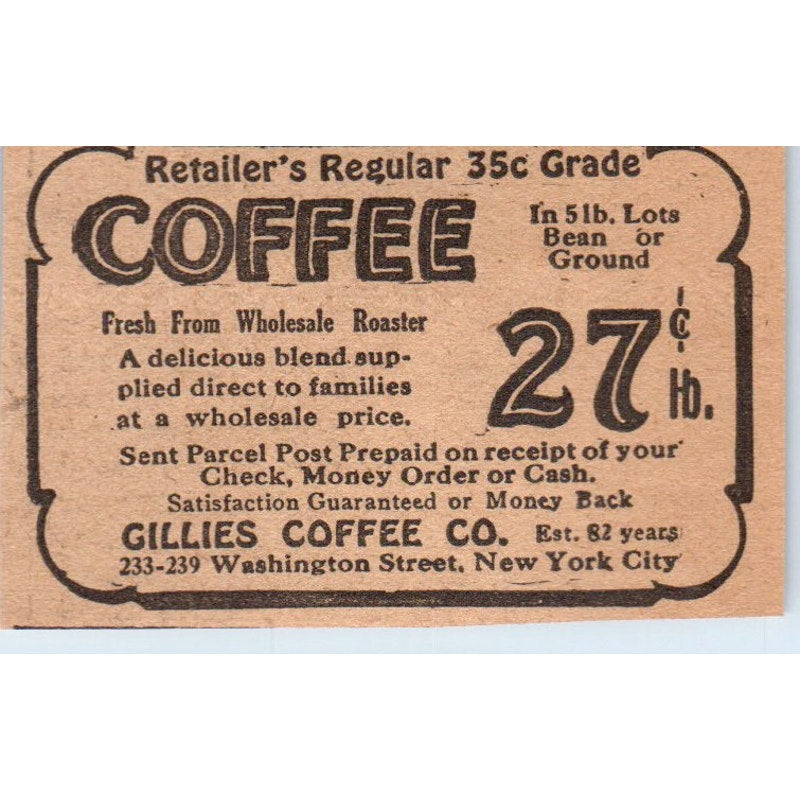 Retailer's Regular 35c Grade
COFFEE
In 5 lb. Lots
Bean or
Ground
Fresh From Wholesale Roaster
A delicious blend sup-
plied direct to families
at a wholesale price.
27¢ lb.
Sent Parcel Post Prepaid on receipt of your
Check, Money Order or Cash.
Satisfaction Guaranteed or Money Back
GILLIES COFFEE CO. Est. 82 years
233-239 Washington Street, New York City